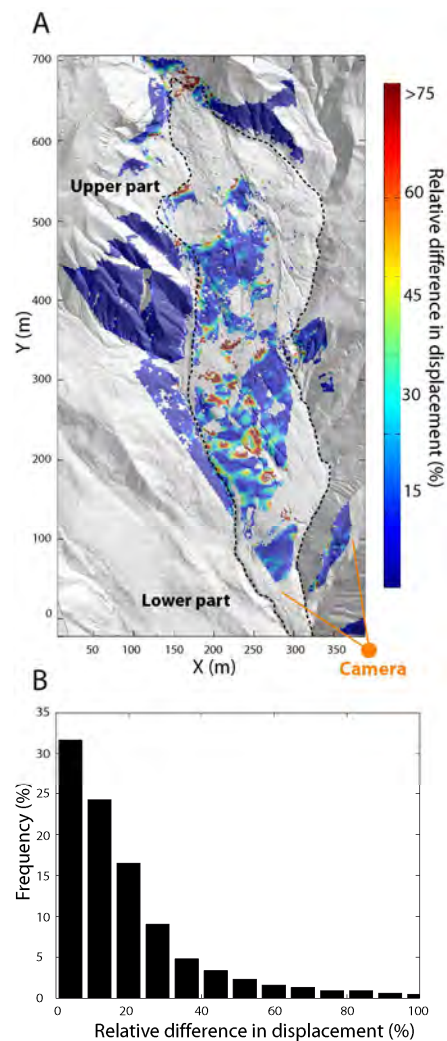 A
700
600
500
400
300
200
100
0
Y (m)
Upper part
Lower part
50 100 150 200 250 300 350
X (m)
Camera
>75
60
45
30
15
Relative difference in displacement (%)
B
35
30
25
20
15
10
5
0
Frequency (%)
0 20 40 60 80 100
Relative difference in displacement (%)